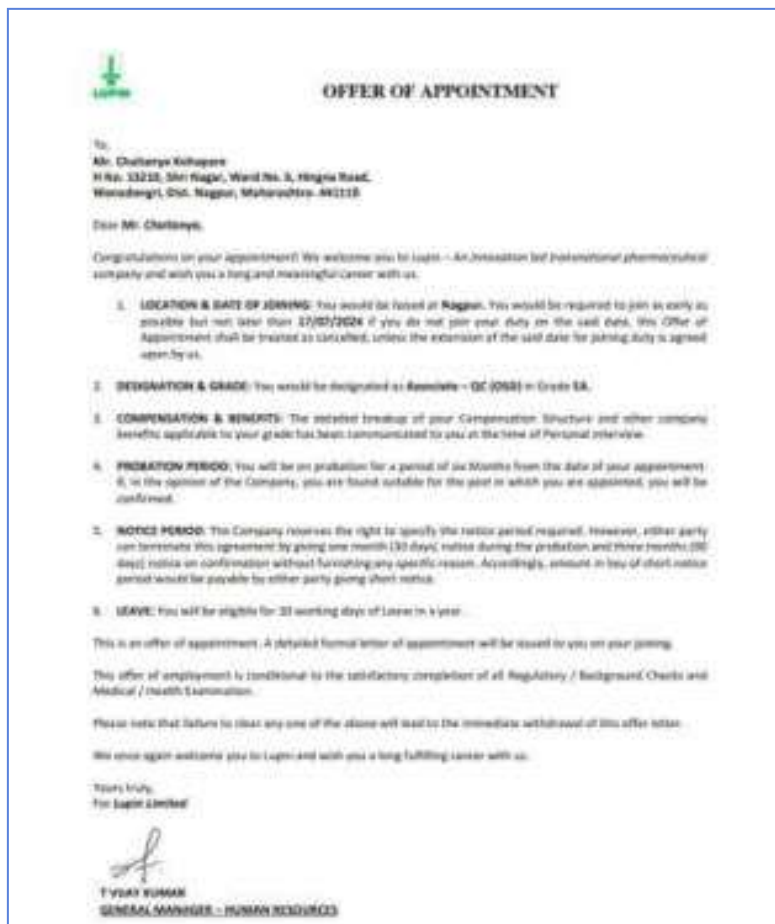 LUPIN
OFFER OF APPOINTMENT
To,
Mr. Chaitanya Kolhapare
H No. 13210, Shri Nagar, Ward No. 5, Hingna Road,
Wanadongri, Dist. Nagpur, Maharashtra- 441110
Dear Mr. Chaitanya,
Congratulations on your appointment! We welcome you to Lupin – An innovation led transnational pharmaceutical
company and wish you a long and meaningful career with us.
1. LOCATION & DATE OF JOINING: You would be based at Nagpur. You would be required to join as early as
possible but not later than 17/07/2024 if you do not join your duty on the said date, this Offer of
Appointment shall be treated as cancelled, unless the extension of the said date for joining duty is agreed
upon by us.
2. DESIGNATION & GRADE: You would be designated as Associate – QC (OSD) in Grade
3. COMPENSATION & BENEFITS: The detailed breakup of your Compensation Structure and other company
benefits applicable to your grade has been communicated to you at the time of Personal interview.
4. PROBATION PERIOD: You will be on probation for a period of six Months from the date of your appointment.
If, in the opinion of the Company, you are found suitable for the post in which you are appointed, you will be
confirmed.
5. NOTICE PERIOD: The Company reserves the right to specify the notice period required. However, either party
can terminate this agreement by giving one month (30 days) notice during the probation and three months (90
days) notice on confirmation without furnishing any specific reason. Accordingly, amount in lieu of short notice
period would be payable by either party giving short notice.
6. LEAVE: You will be eligible for 30 working days of Leave in a year.
This is an offer of appointment. A detailed formal letter of appointment will be issued to you on your joining.
This offer of employment is conditional to the satisfactory completion of all Regulatory / Background Checks and
Medical / Health Examination.
Please note that failure to clear any one of the above will lead to the immediate withdrawal of this offer letter.
We once again welcome you to Lupin and wish you a long fulfilling career with us.
Yours truly,
For Lupin Limited
T VIJAY KUMAR
GENERAL MANAGER – HUMAN RESOURCES